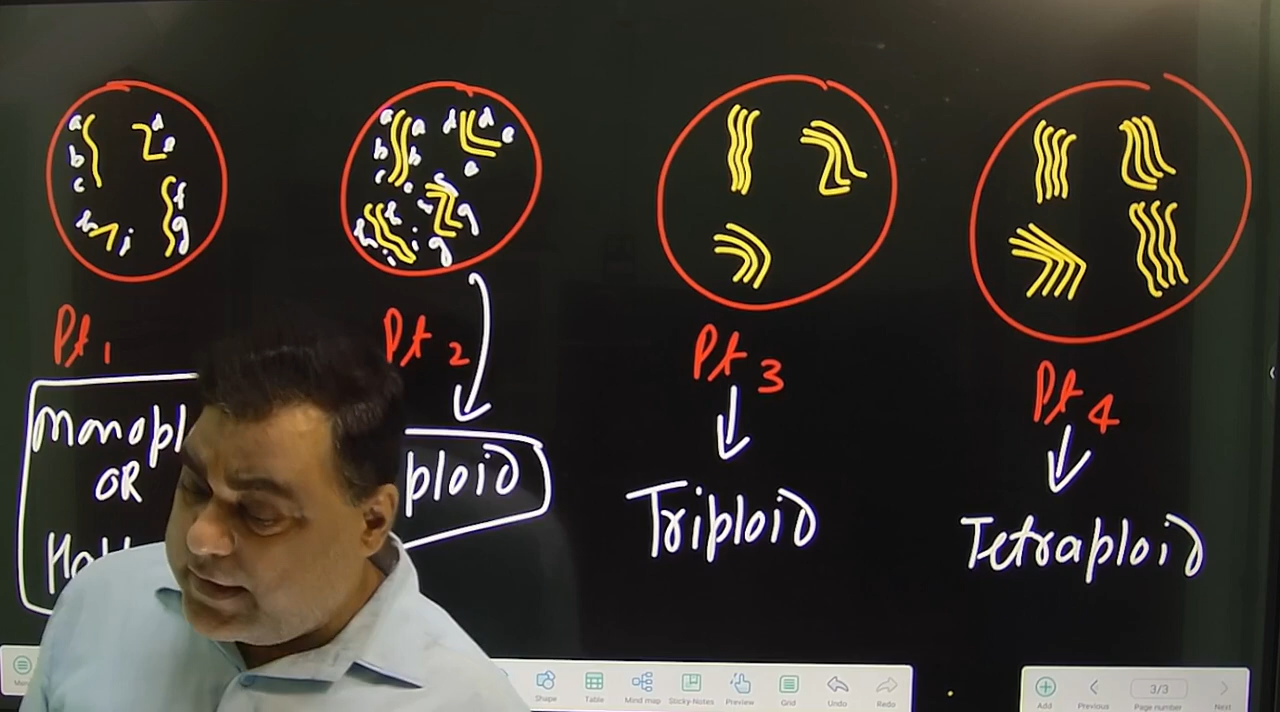 a
b
c
d
e
f
g
h
i
a a
b b
c c
d d
e
e
g
g
h h
i i
Pt 1
Pt 2
Pt 3
Pt 4
OR
ploid
Triploid
Tetraploid
Shape
Table
Mind map
Sticky-Notes
Preview
Grid
Undo
Redo
Add
Previous
3/3
Page number
Next